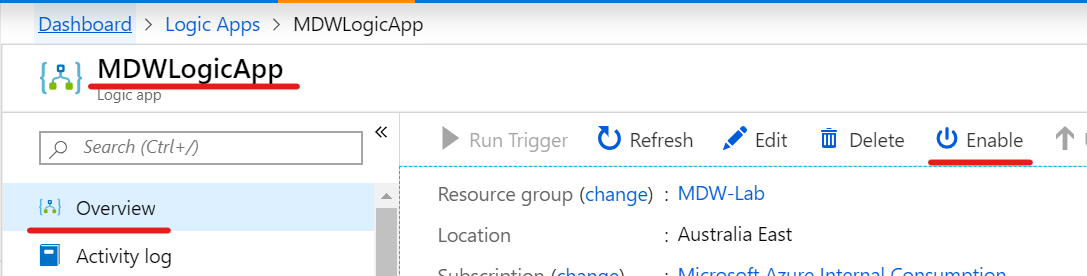 Dashboard > Logic Apps > MDWLogicApp
MDWLogicApp
Logic app
Search (Ctrl+/)
«
Run Trigger Refresh Edit Delete Enable
Overview
Activity log
Resource group (change) : MDW-Lab
Location : Australia East
Subscription (change) : Microsoft Azure Internal Consumption